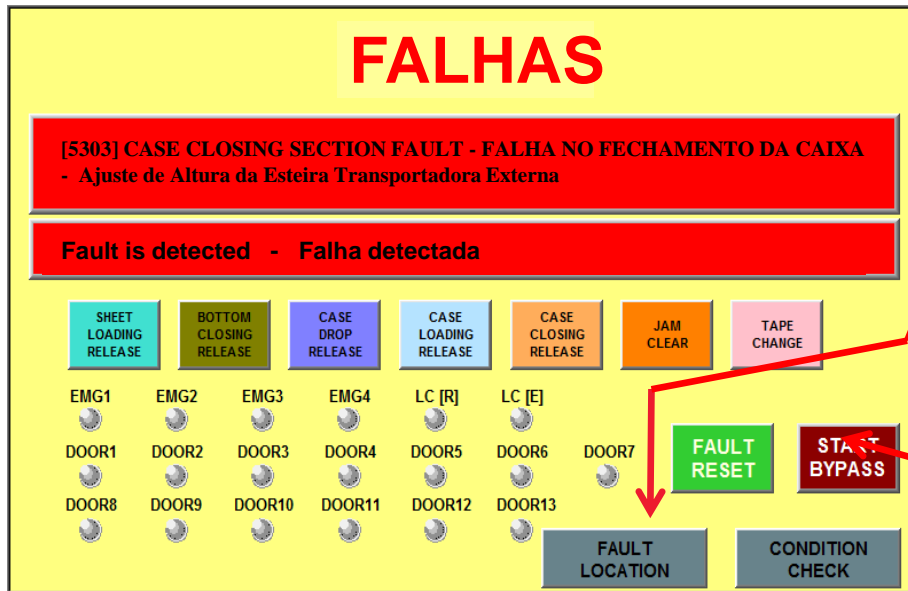 FALHAS
[5303] CASE CLOSING SECTION FAULT - FALHA NO FECHAMENTO DA CAIXA
- Ajuste de Altura da Esteira Transportadora Externa
Fault is detected - Falha detectada
SHEET
LOADING
RELEASE
BOTTOM
CLOSING
RELEASE
CASE
DROP
RELEASE
CASE
LOADING
RELEASE
CASE
CLOSING
RELEASE
JAM
CLEAR
TAPE
CHANGE
EMG1 EMG2 EMG3 EMG4 LC [R] LC [E]
DOOR1 DOOR2 DOOR3 DOOR4 DOOR5 DOOR6 DOOR7
DOOR8 DOOR9 DOOR10 DOOR11 DOOR12 DOOR13
FAULT
RESET
START
BYPASS
FAULT
LOCATION
CONDITION
CHECK